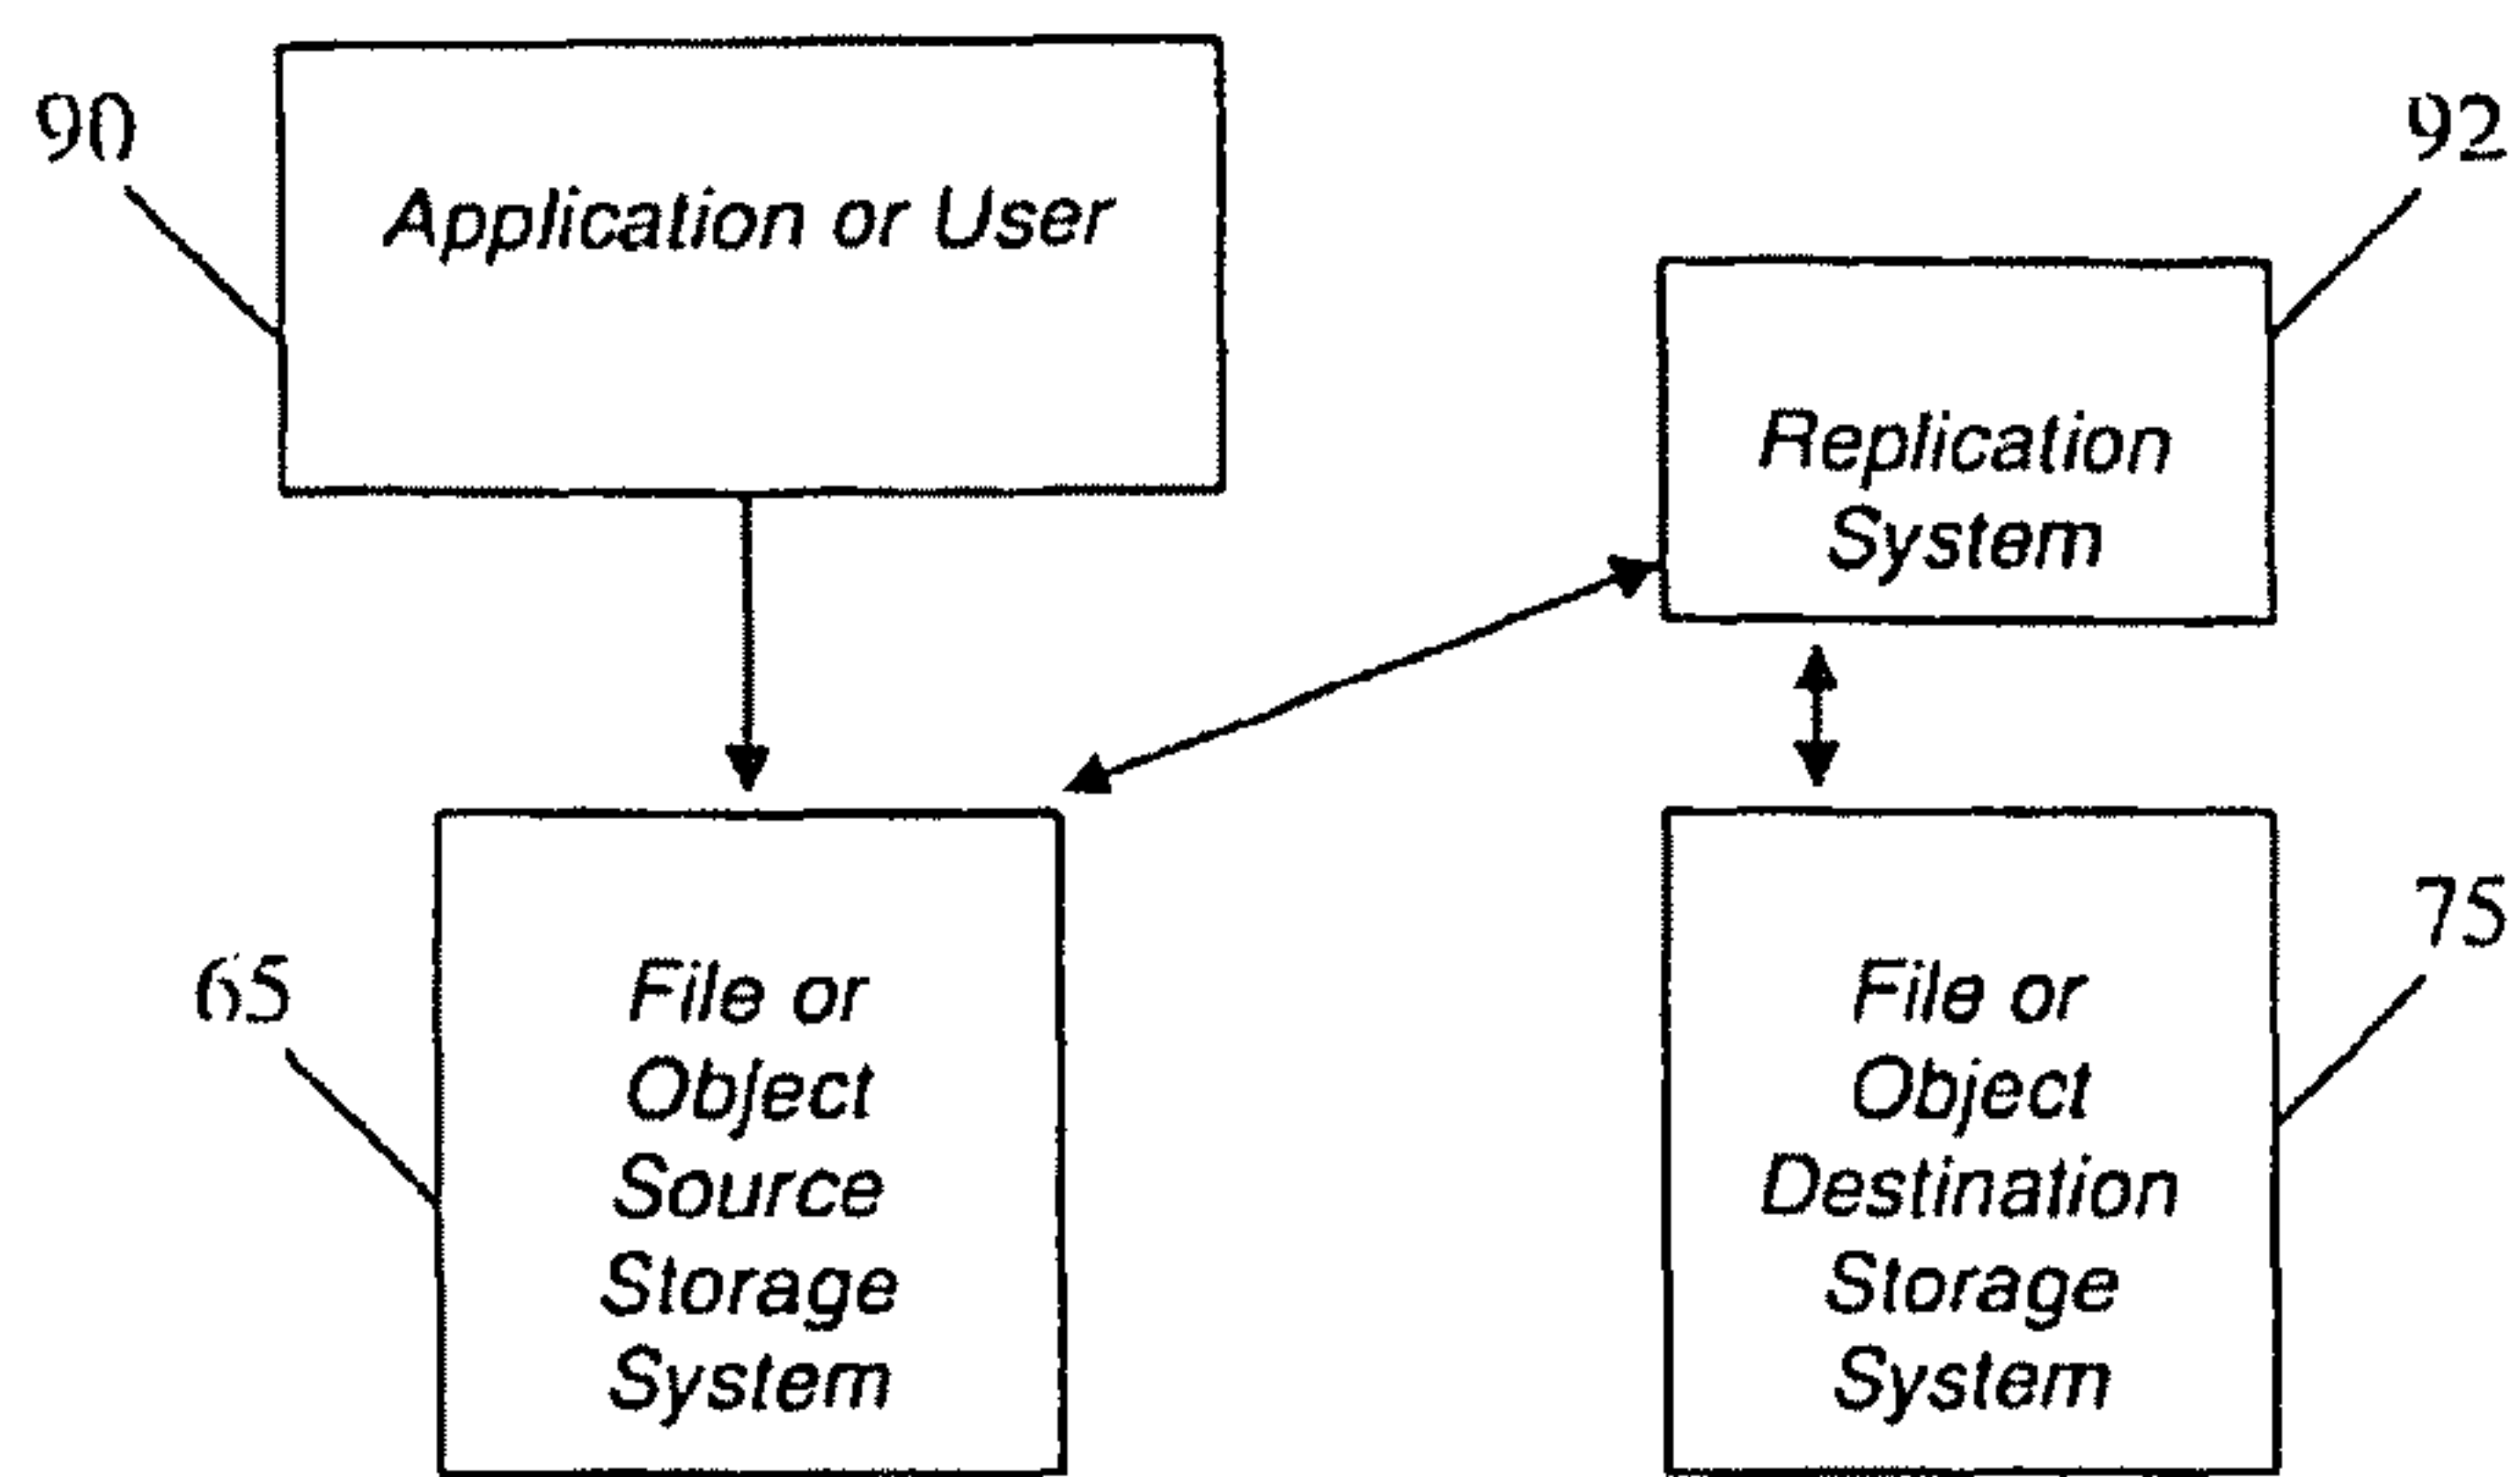 90
Application or User
92
Replication
System
65
File or
Object
Source
Storage
System
75
File or
Object
Destination
Storage
System